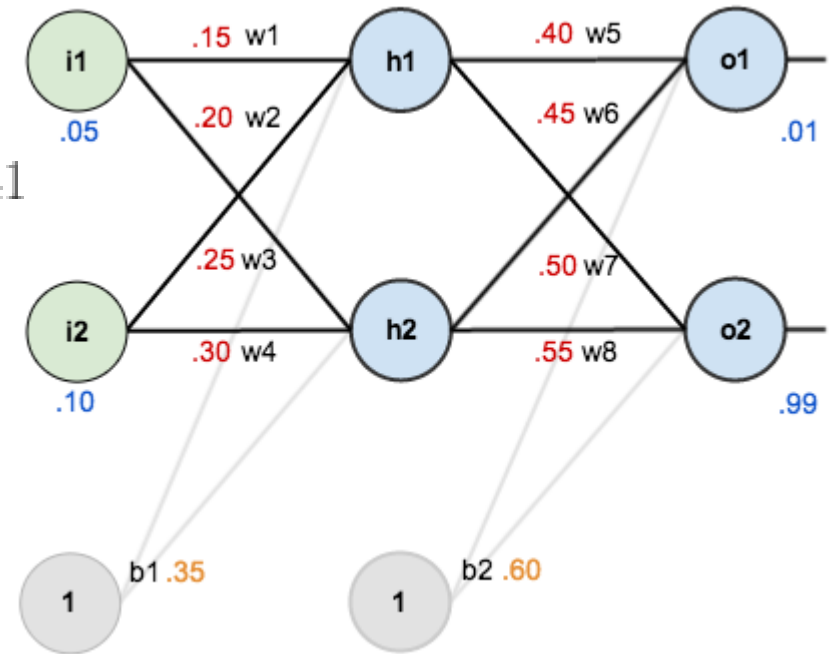 .15 w1
.40 w5
i1
h1
o1
.20 w2
.45 w6
.05
.01
.25 w3
.50 w7
i2
h2
o2
.30 w4
.55 w8
.10
.99
b1 .35
b2 .60
1
1